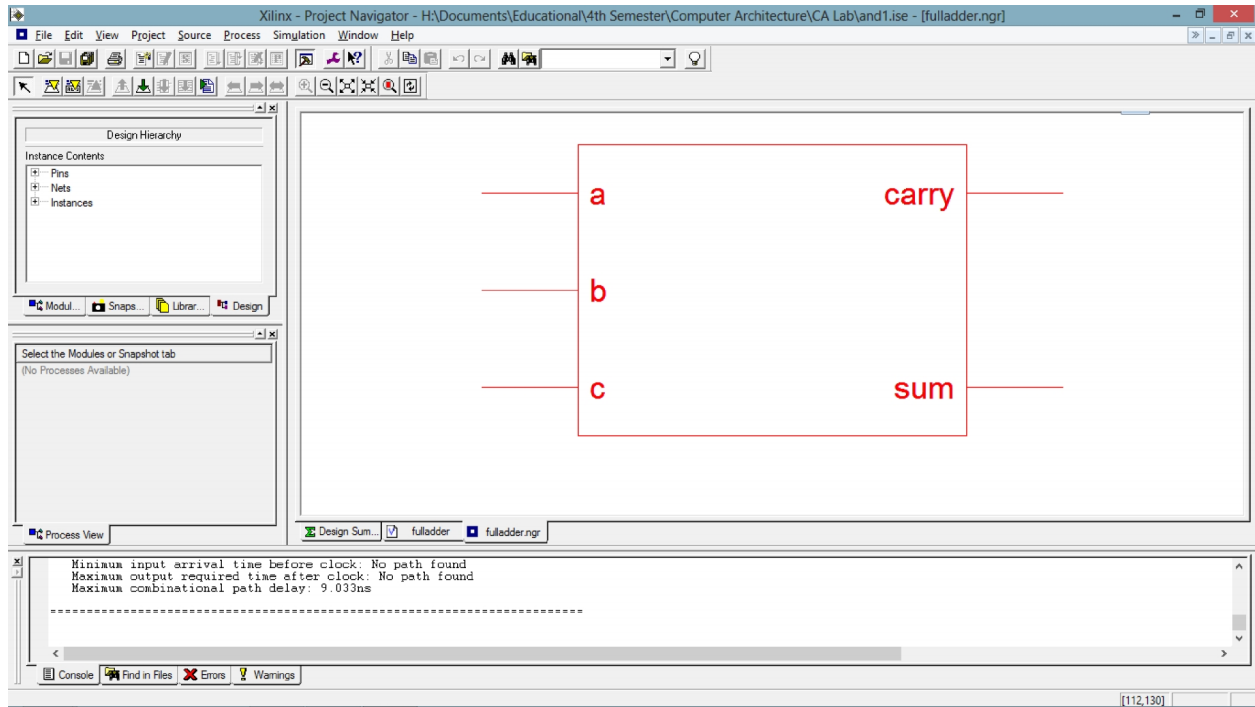 Xilinx - Project Navigator - H:\Documents\Educational\4th Semester\Computer Architecture\CA Lab\and1.ise - [fulladder.ngr]
File Edit View Project Source Process Simulation Window Help
Design Hierarchy
Instance Contents
Pins
Nets
Instances
Modul... Snaps... Librar... Design
Select the Modules or Snapshot tab
(No Processes Available)
Process View
a carry
b
c sum
Design Sum... fulladder fulladder.ngr
Minimum input arrival time before clock: No path found
Maximum output required time after clock: No path found
Maximum combinational path delay: 9.033ns
=========================================================================
Console Find in Files Errors Warnings
[112,130]